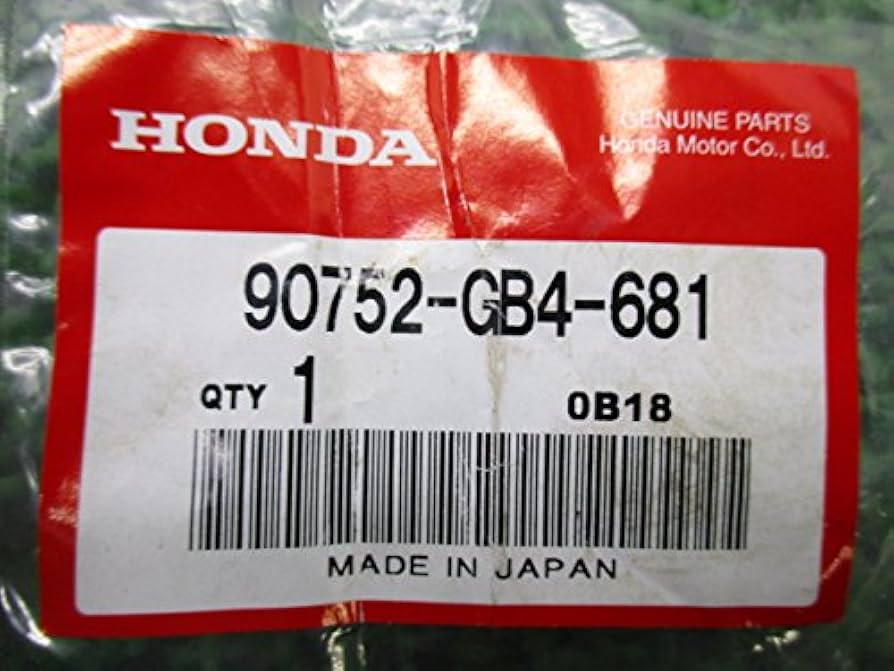 HONDA
GENUINE PARTS
Honda Motor Co., Ltd.
90752-GB4-681
QTY 1
0B18
MADE IN JAPAN